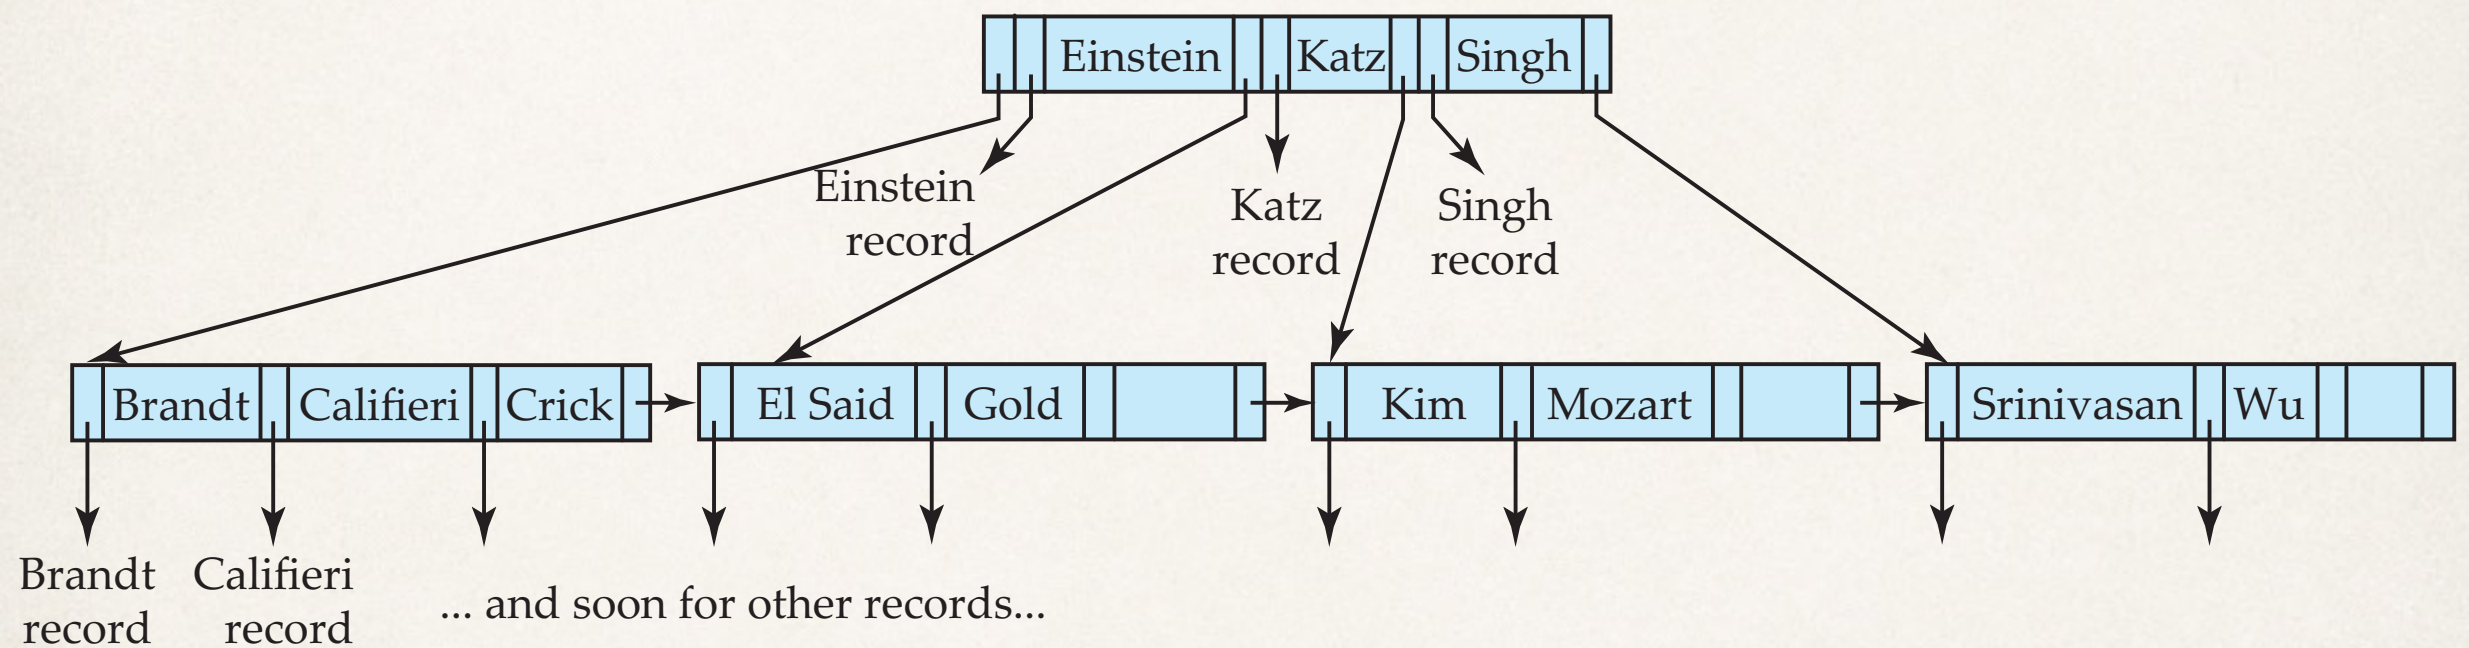 Einstein Katz Singh
Einstein
record
Katz
record
Singh
record
Brandt Califieri Crick El Said Gold Kim Mozart Srinivasan Wu
Brandt
record
Califieri
record
... and soon for other records...